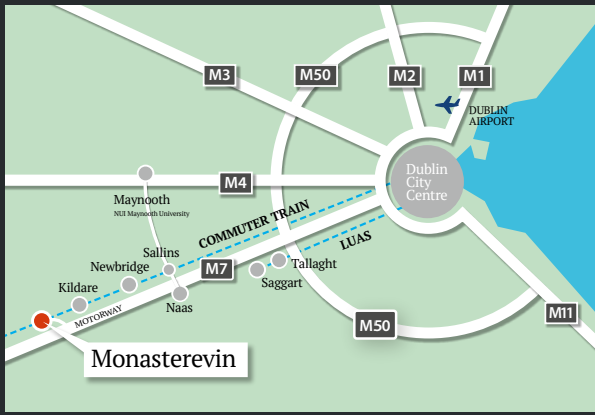 M3
M50
M2
M1
DUBLIN
AIRPORT
Dublin
City
Centre
M4
Maynooth
NUI Maynooth University
COMMUTER TRAIN
LUAS
Sallins
Tallaght
Newbridge
M7
Saggart
Kildare
Naas
MOTORWAY
M50
M11
Monasterevin